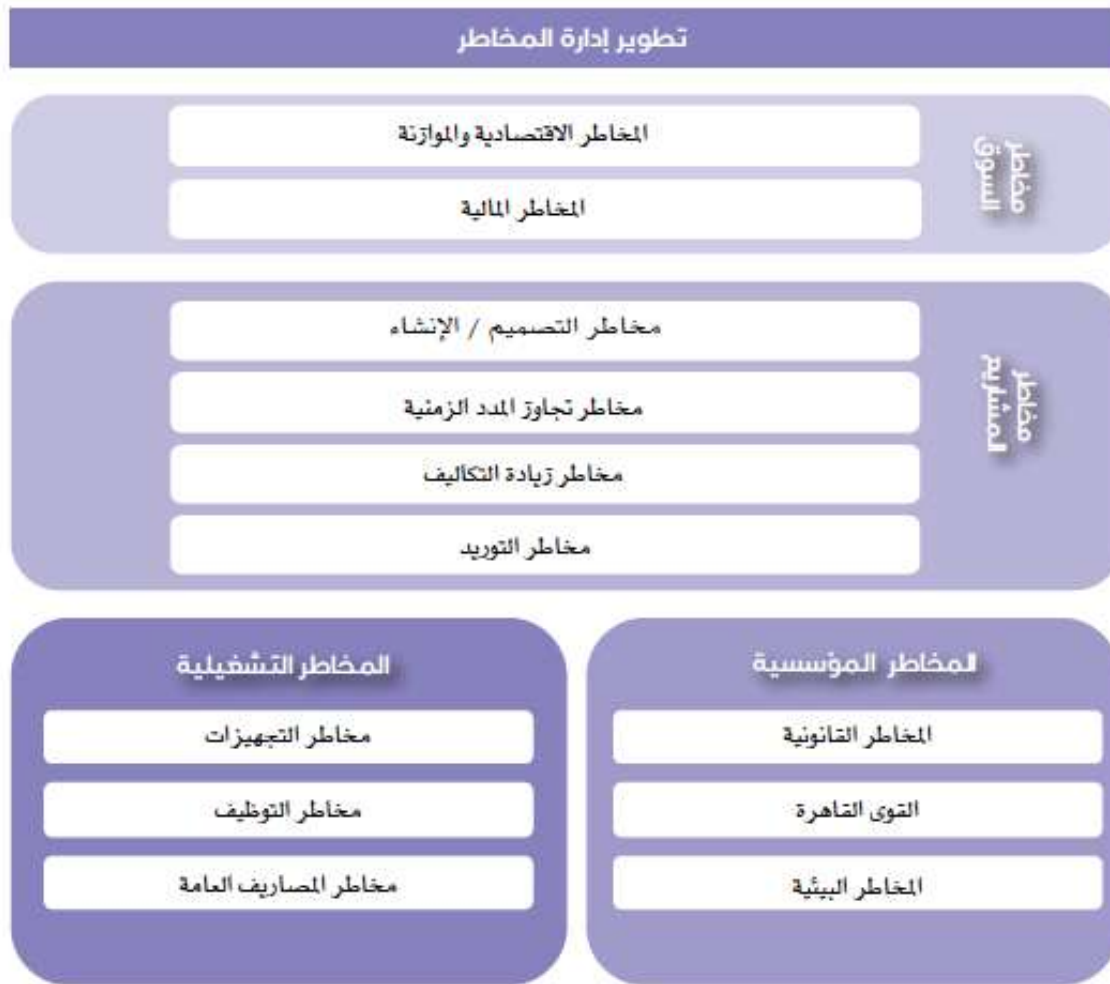 تطوير إدارة المخاطر
مخاطر
السوق
المخاطر الاقتصادية والموازنة
المخاطر المالية
مخاطر
المشاريع
مخاطر التصميم / الإنشاء
مخاطر تجاوز المدد الزمنية
مخاطر زيادة التكاليف
مخاطر التوريد
المخاطر المؤسسية
المخاطر القانونية
القوى القاهرة
المخاطر البيئية
المخاطر التشغيلية
مخاطر التجهيزات
مخاطر التوظيف
مخاطر المصاريف العامة